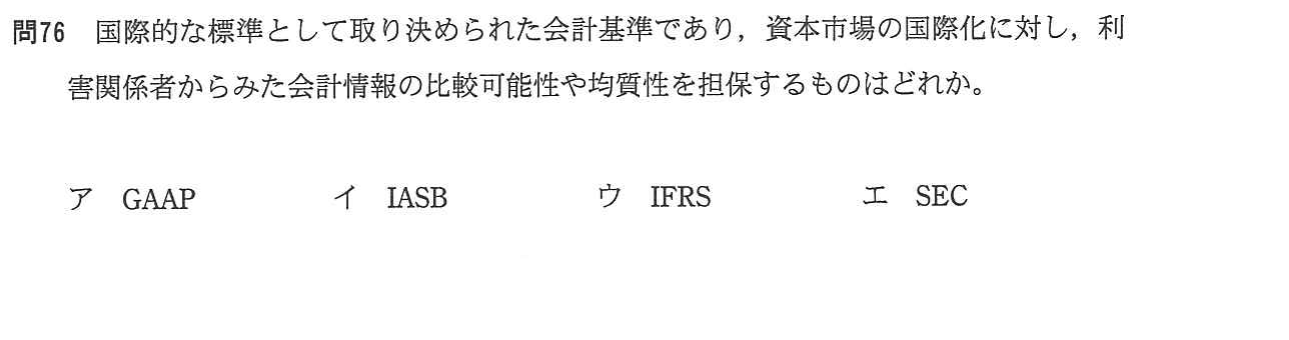 問76 国際的な標準として取り決められた会計基準であり，資本市場の国際化に対し，利
害関係者からみた会計情報の比較可能性や均質性を担保するものはどれか。
ア GAAP イ IASB ウ IFRS エ SEC